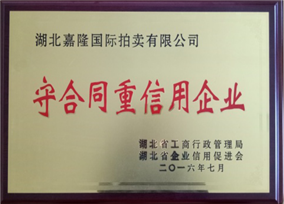 湖北嘉隆国际拍卖有限公司
守合同重信用企业
湖北省工商行政管理局
湖北省企业信用促进会
二〇一六年七月